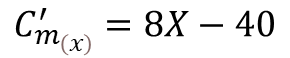 C′ₘ₍ₓ₎ = 8X − 40